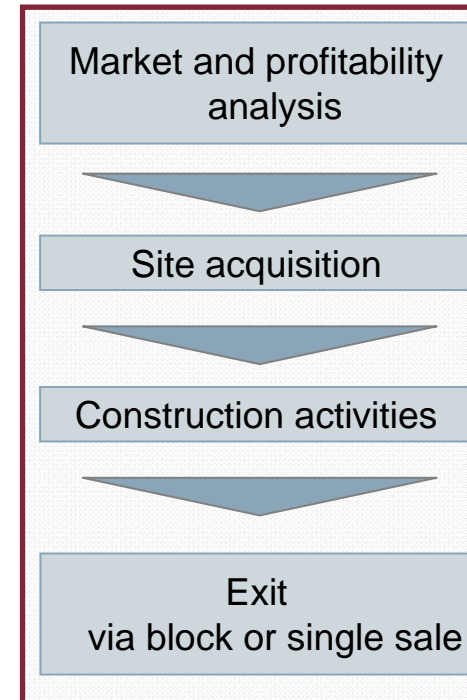 Market and profitability
analysis
Site acquisition
Construction activities
Exit
via block or single sale